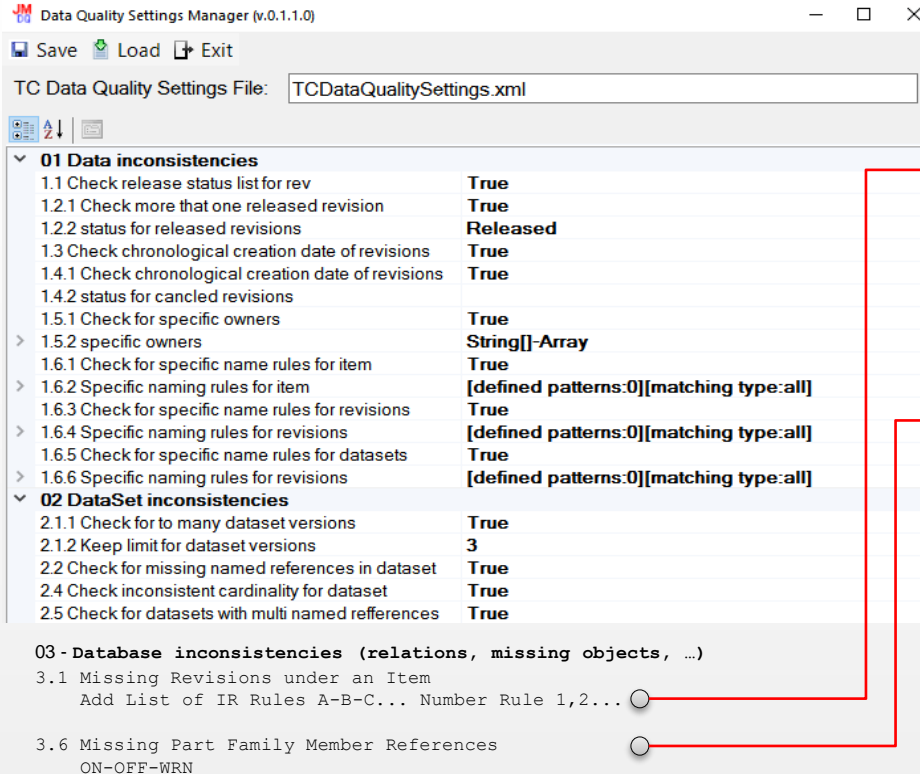 JM DQ Data Quality Settings Manager (v.0.1.1.0)
Save Load Exit
TC Data Quality Settings File: TCDataQualitySettings.xml
01 Data inconsistencies
1.1 Check release status list for rev True
1.2.1 Check more that one released revision True
1.2.2 status for released revisions Released
1.3 Check chronological creation date of revisions True
1.4.1 Check chronological creation date of revisions True
1.4.2 status for cancled revisions
1.5.1 Check for specific owners True
1.5.2 specific owners String[]-Array
1.6.1 Check for specific name rules for item True
1.6.2 Specific naming rules for item [defined patterns:0][matching type:all]
1.6.3 Check for specific name rules for revisions True
1.6.4 Specific naming rules for revisions [defined patterns:0][matching type:all]
1.6.5 Check for specific name rules for datasets True
1.6.6 Specific naming rules for revisions [defined patterns:0][matching type:all]
02 DataSet inconsistencies
2.1.1 Check for to many dataset versions True
2.1.2 Keep limit for dataset versions 3
2.2 Check for missing named references in dataset True
2.4 Check inconsistent cardinality for dataset True
2.5 Check for datasets with multi named refferences True
03 - Database inconsistencies (relations, missing objects, …)
3.1 Missing Revisions under an Item
Add List of IR Rules A-B-C... Number Rule 1,2...
3.6 Missing Part Family Member References
ON-OFF-WRN